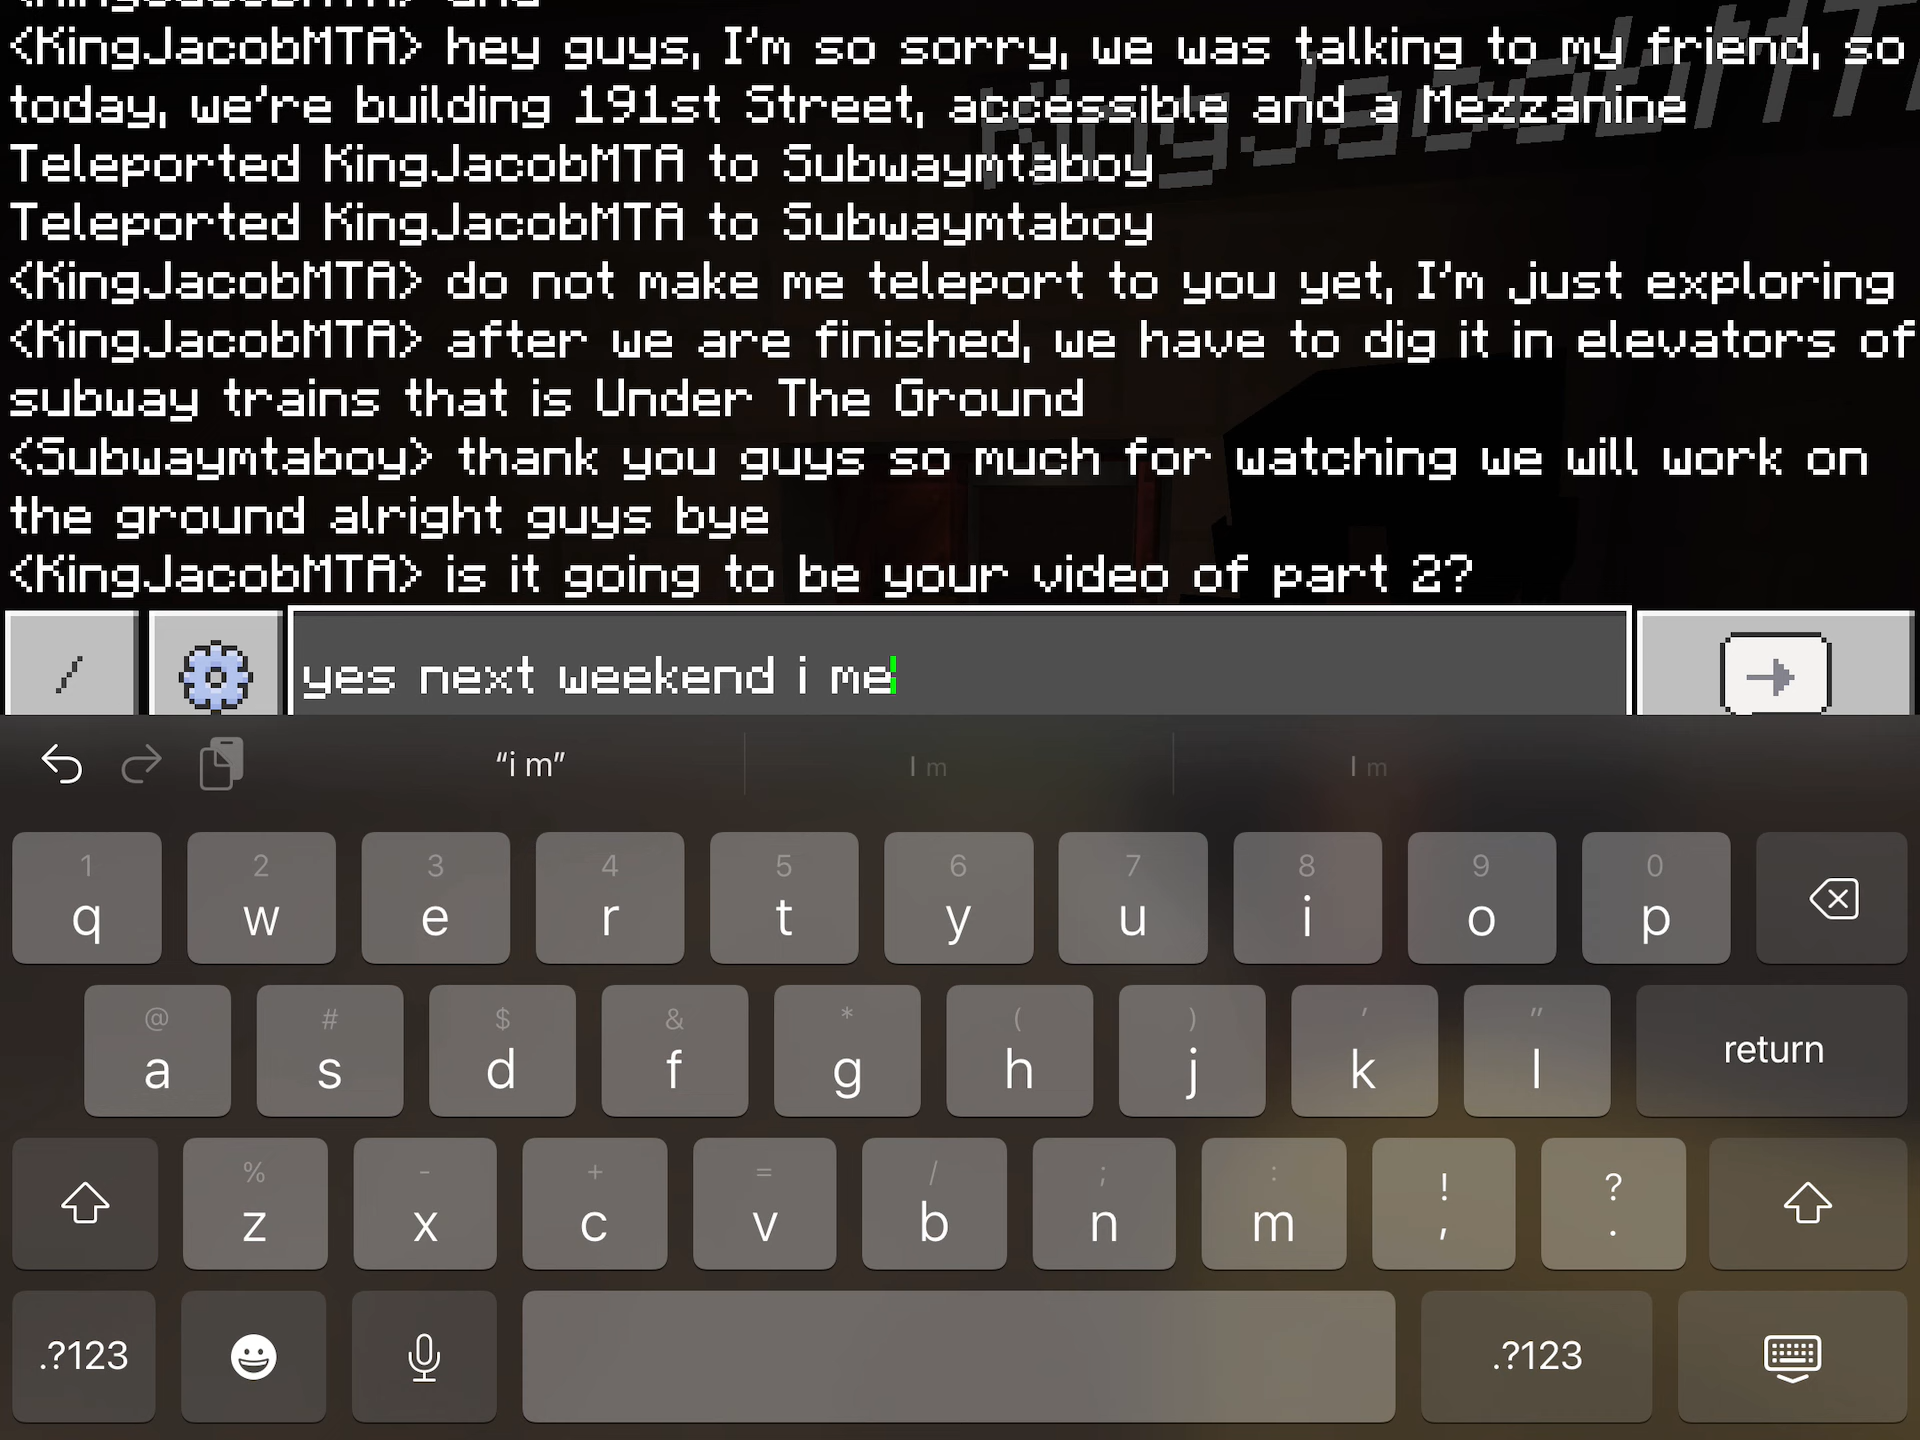 <KingJacobMTA> hey guys, I'm so sorry, we was talking to my friend, so
today, we're building 191st Street, accessible and a Mezzanine
Teleported KingJacobMTA to Subwaymtaboy
Teleported KingJacobMTA to Subwaymtaboy
<KingJacobMTA> do not make me teleport to you yet, I'm just exploring
<KingJacobMTA> after we are finished, we have to dig it in elevators of
subway trains that is Under The Ground
<Subwaymtaboy> thank you guys so much for watching we will work on
the ground alright guys bye
<KingJacobMTA> is it going to be your video of part 2?
KingJacobMT
/ yes next weekend i me
“i m” I m I m
1 2 3 4 5 6 7 8 9 0
q w e r t y u i o p
@ # $ & * ( ) ' "
a s d f g h j k l return
% - + = / ; : ! ?
z x c v b n m , .
.?123 .?123